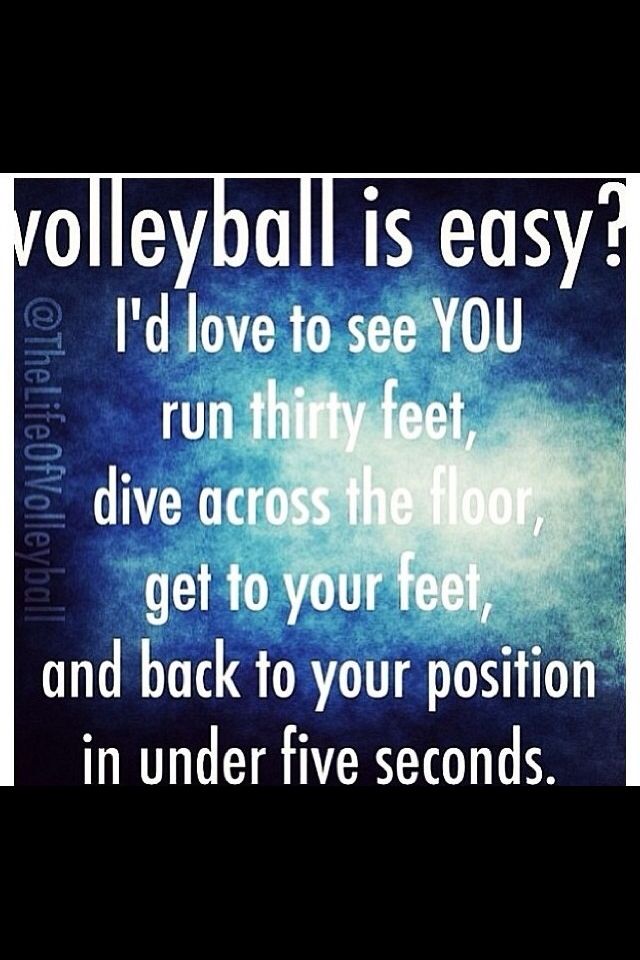 volleyball is easy?
I'd love to see YOU
run thirty feet,
dive across the floor,
get to your feet,
and back to your position
in under five seconds.
@TheLifeOfVolleyball